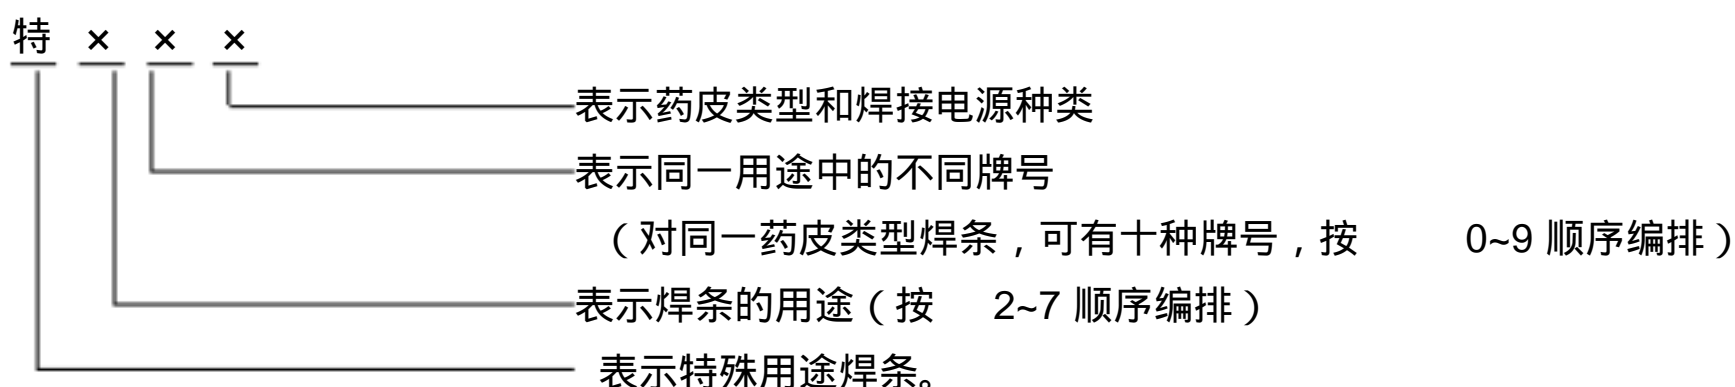 特 × × ×
表示药皮类型和焊接电源种类
表示同一用途中的不同牌号
（对同一药皮类型焊条，可有十种牌号，按 0~9 顺序编排）
表示焊条的用途（按 2~7 顺序编排）
表示特殊用途焊条。